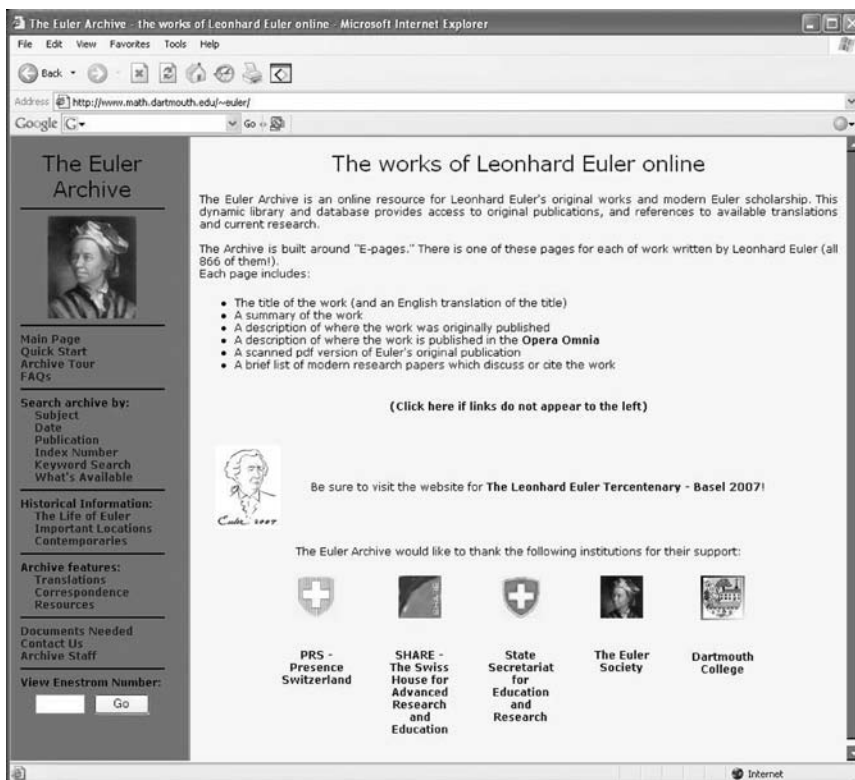 The Euler Archive - the works of Leonhard Euler online - Microsoft Internet Explorer
File Edit View Favorites Tools Help
Back
Address http://www.math.dartmouth.edu/~euler/
Google G Go
The Euler
Archive
Main Page
Quick Start
Archive Tour
FAQs
Search archive by:
Subject
Date
Publication
Index Number
Keyword Search
What's Available
Historical Information:
The Life of Euler
Important Locations
Contemporaries
Archive features:
Translations
Correspondence
Resources
Documents Needed
Contact Us
Archive Staff
View Enestrom Number:
Go
The works of Leonhard Euler online
The Euler Archive is an online resource for Leonhard Euler's original works and modern Euler scholarship. This
dynamic library and database provides access to original publications, and references to available translations
and current research.
The Archive is built around "E-pages." There is one of these pages for each of work written by Leonhard Euler (all
866 of them!).
Each page includes:
• The title of the work (and an English translation of the title)
• A summary of the work
• A description of where the work was originally published
• A description of where the work is published in the Opera Omnia
• A scanned pdf version of Euler's original publication
• A brief list of modern research papers which discuss or cite the work
(Click here if links do not appear to the left)
Euler 2007
Be sure to visit the website for The Leonhard Euler Tercentenary - Basel 2007!
The Euler Archive would like to thank the following institutions for their support:
PRS -
Presence
Switzerland
SHARE
SHARE -
The Swiss
House for
Advanced
Research
and
Education
State
Secretariat
for
Education
and
Research
The Euler
Society
Dartmouth
College
Internet